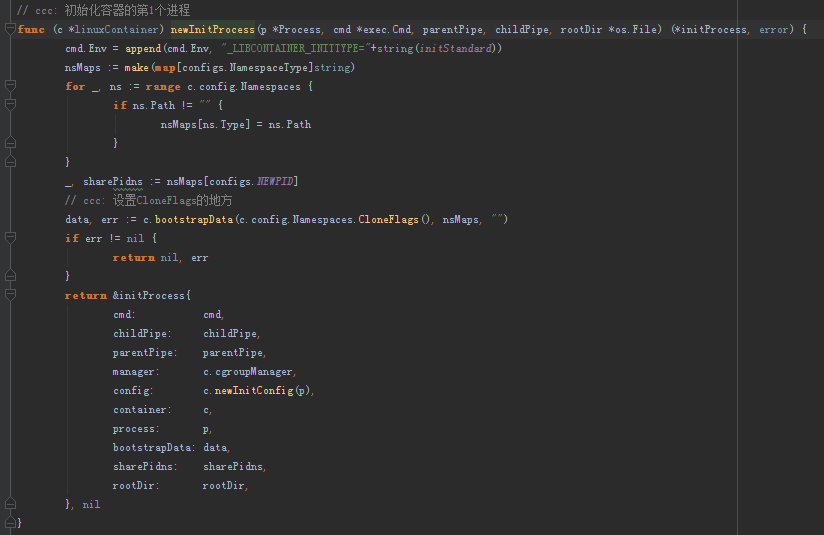 // ccc: 初始化容器的第1个进程
func (c *linuxContainer) newInitProcess(p *Process, cmd *exec.Cmd, parentPipe, childPipe, rootDir *os.File) (*initProcess, error) {
cmd.Env = append(cmd.Env, "_LIBCONTAINER_INITTYPE="+string(initStandard))
nsMaps := make(map[configs.NamespaceType]string)
for _, ns := range c.config.Namespaces {
if ns.Path != "" {
nsMaps[ns.Type] = ns.Path
}
}
_, sharePidns := nsMaps[configs.NEWPID]
// ccc: 设置CloneFlags的地方
data, err := c.bootstrapData(c.config.Namespaces.CloneFlags(), nsMaps, "")
if err != nil {
return nil, err
}
return &initProcess{
cmd: cmd,
childPipe: childPipe,
parentPipe: parentPipe,
manager: c.cgroupManager,
config: c.newInitConfig(p),
container: c,
process: p,
bootstrapData: data,
sharePidns: sharePidns,
rootDir: rootDir,
}, nil
}